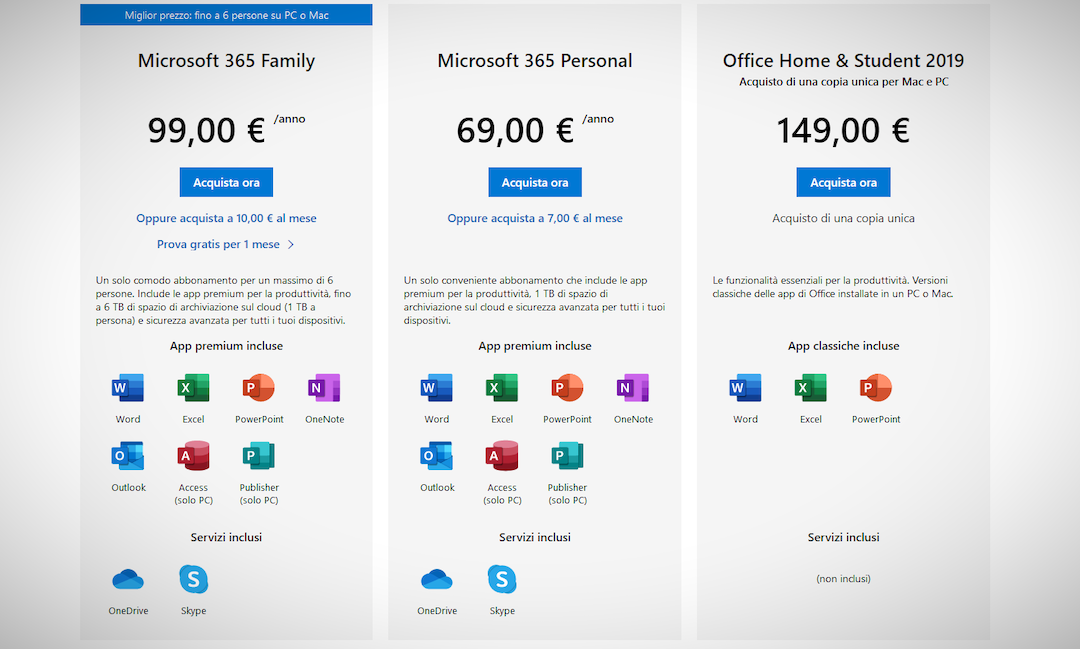 Miglior prezzo: fino a 6 persone su PC o Mac
Microsoft 365 Family
99,00 € /anno
Acquista ora
Oppure acquista a 10,00 € al mese
Prova gratis per 1 mese
Un solo comodo abbonamento per un massimo di 6
persone. Include le app premium per la produttività, fino
a 6 TB di spazio di archiviazione sul cloud (1 TB a
persona) e sicurezza avanzata per tutti i tuoi dispositivi.
App premium incluse
W X P N
Word Excel PowerPoint OneNote
O A P
Outlook Access Publisher
(solo PC) (solo PC)
Servizi inclusi
S
OneDrive Skype
Microsoft 365 Personal
69,00 € /anno
Acquista ora
Oppure acquista a 7,00 € al mese
Un solo conveniente abbonamento che include le app
premium per la produttività, 1 TB di spazio di
archiviazione sul cloud e sicurezza avanzata per tutti i tuoi
dispositivi.
App premium incluse
W X P N
Word Excel PowerPoint OneNote
O A P
Outlook Access Publisher
(solo PC) (solo PC)
Servizi inclusi
S
OneDrive Skype
Office Home & Student 2019
Acquisto di una copia unica per Mac e PC
149,00 €
Acquista ora
Acquisto di una copia unica
Le funzionalità essenziali per la produttività. Versioni
classiche delle app di Office installate in un PC o Mac.
App classiche incluse
W X P
Word Excel PowerPoint
Servizi inclusi
(non inclusi)